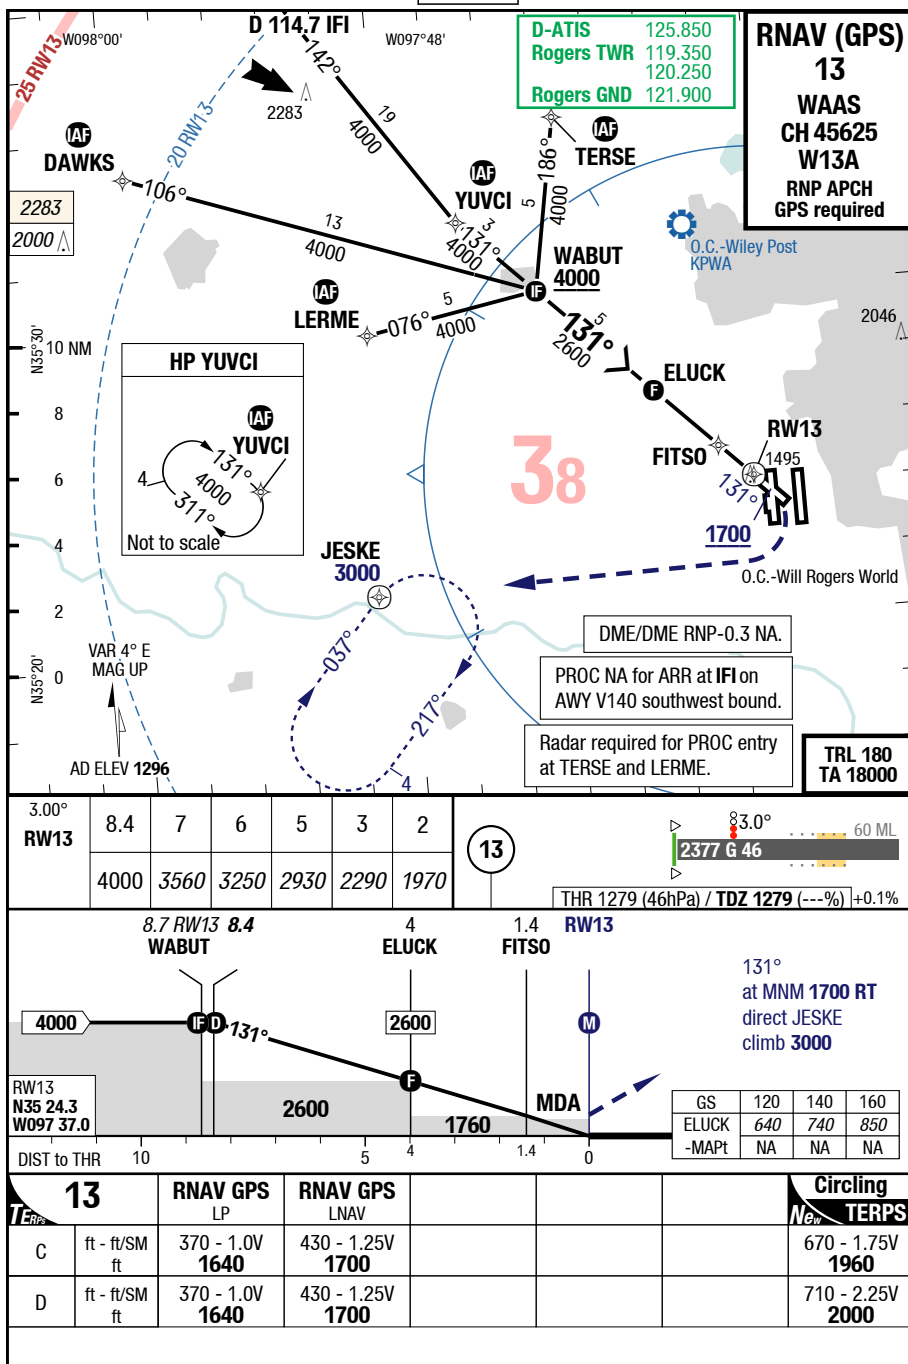 W098°00'
D 114.7 IFI
W097°48'
D-ATIS 125.850
Rogers TWR 119.350
120.250
Rogers GND 121.900
RNAV (GPS)
13
WAAS
CH 45625
W13A
RNP APCH
GPS required
25 RW13
20 RW13
142°
19
4000
2283
IAF
DAWKS
106°
13
4000
IAF
YUVCI
3
131°
4000
IAF
TERSE
186°
5
4000
2283
2000
O.C.-Wiley Post
KPWA
WABUT
4000
IF
IAF
LERME
076°
5
4000
5
131°
2600
2046
N35°30'
10 NM
8
6
4
2
0
N35°20'
HP YUVCI
IAF
YUVCI
131°
4
4000
311°
Not to scale
ELUCK
F
FITSO
RW13
1495
131°
38
1700
O.C.-Will Rogers World
JESKE
3000
037°
217°
4
VAR 4° E
MAG UP
AD ELEV 1296
DME/DME RNP-0.3 NA.
PROC NA for ARR at IFI on
AWY V140 southwest bound.
Radar required for PROC entry
at TERSE and LERME.
TRL 180
TA 18000
3.00°
RW13
8.4 7 6 5 3 2
4000 3560 3250 2930 2290 1970
13
3.0°
60 ML
2377 G 46
THR 1279 (46hPa) / TDZ 1279 (---%) +0.1%
8.7 RW13 8.4 4 1.4 RW13
WABUT ELUCK FITSO
4000
IF D 131°
2600
M
F
2600
1760
MDA
131°
at MNM 1700 RT
direct JESKE
climb 3000
RW13
N35 24.3
W097 37.0
DIST to THR 10 5 4 1.4 0
GS 120 140 160
ELUCK 640 740 850
-MAPt NA NA NA
TERPS 13
RNAV GPS
LP
RNAV GPS
LNAV
Circling
New TERPS
C ft - ft/SM 370 - 1.0V 430 - 1.25V 670 - 1.75V
ft 1640 1700 1960
D ft - ft/SM 370 - 1.0V 430 - 1.25V 710 - 2.25V
ft 1640 1700 2000